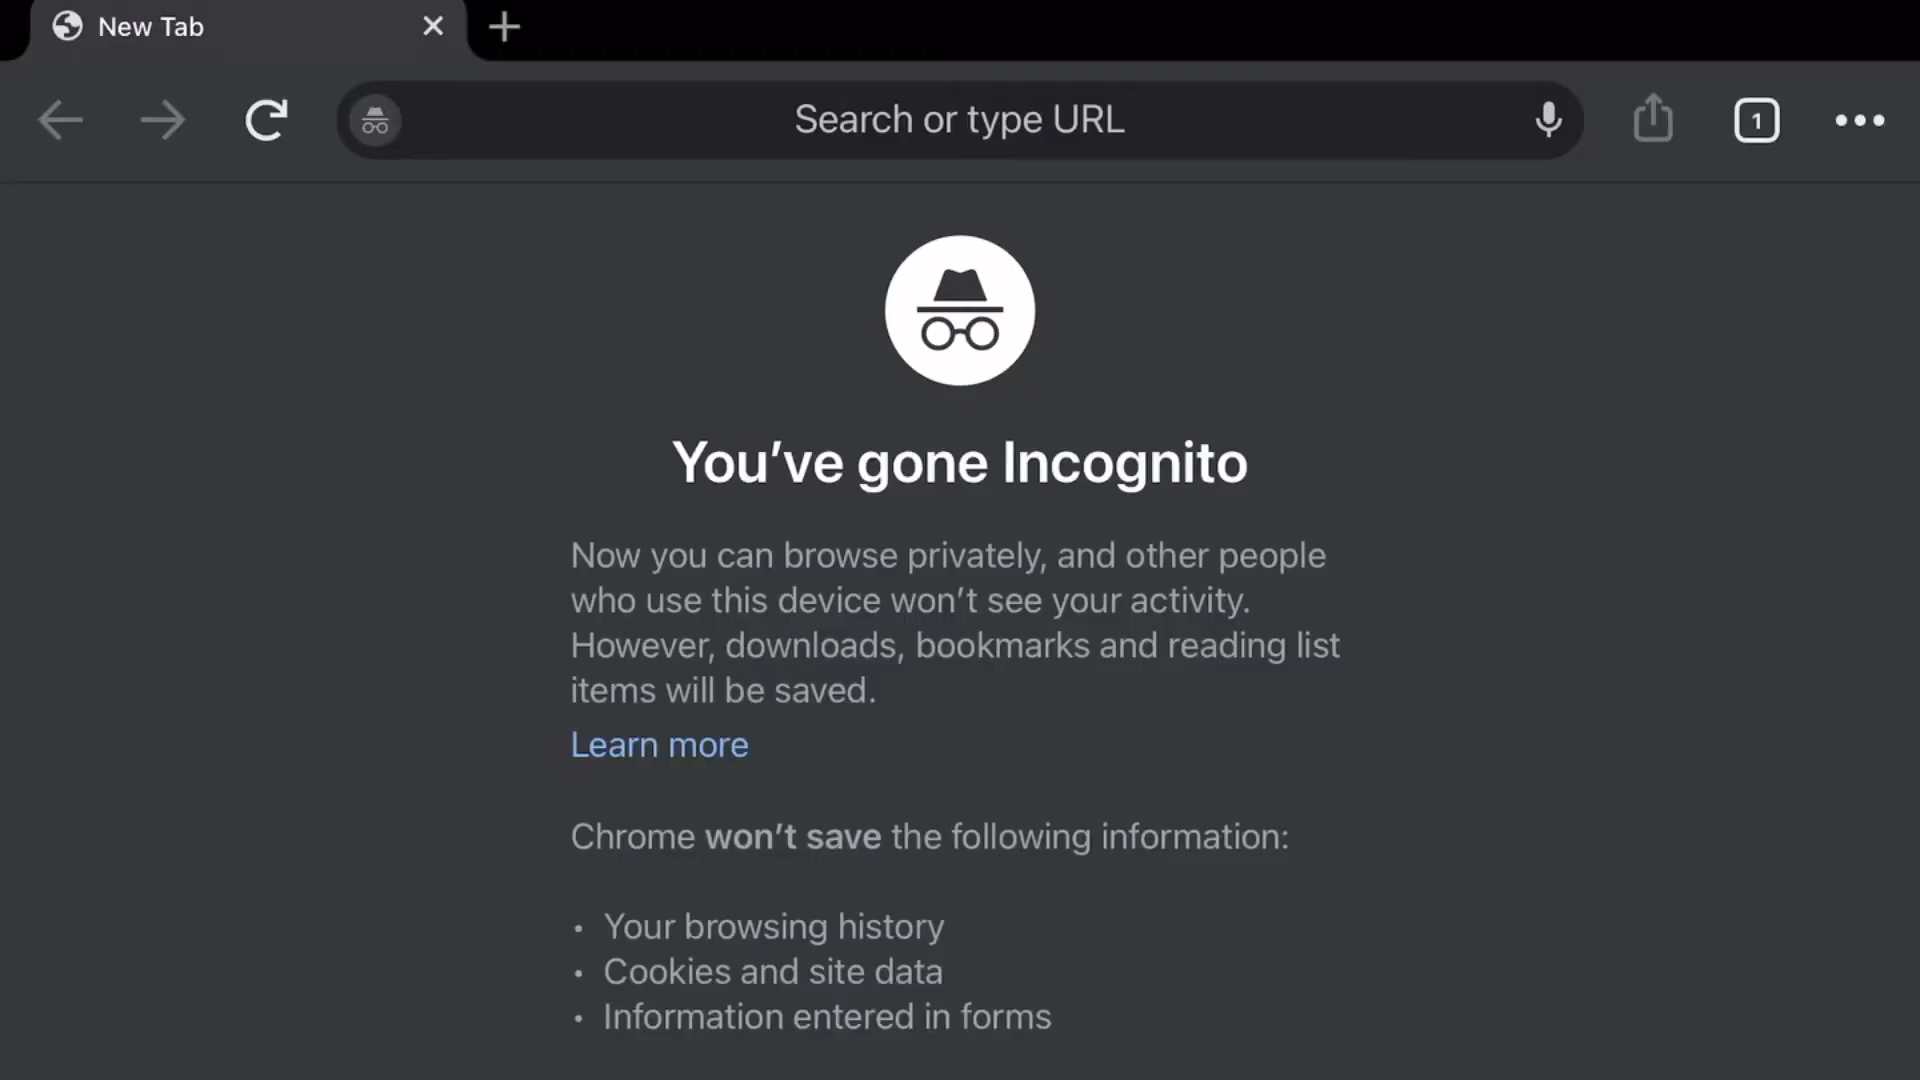 New Tab
Search or type URL
1
You’ve gone Incognito
Now you can browse privately, and other people
who use this device won’t see your activity.
However, downloads, bookmarks and reading list
items will be saved.
Learn more
Chrome won’t save the following information:
• Your browsing history
• Cookies and site data
• Information entered in forms